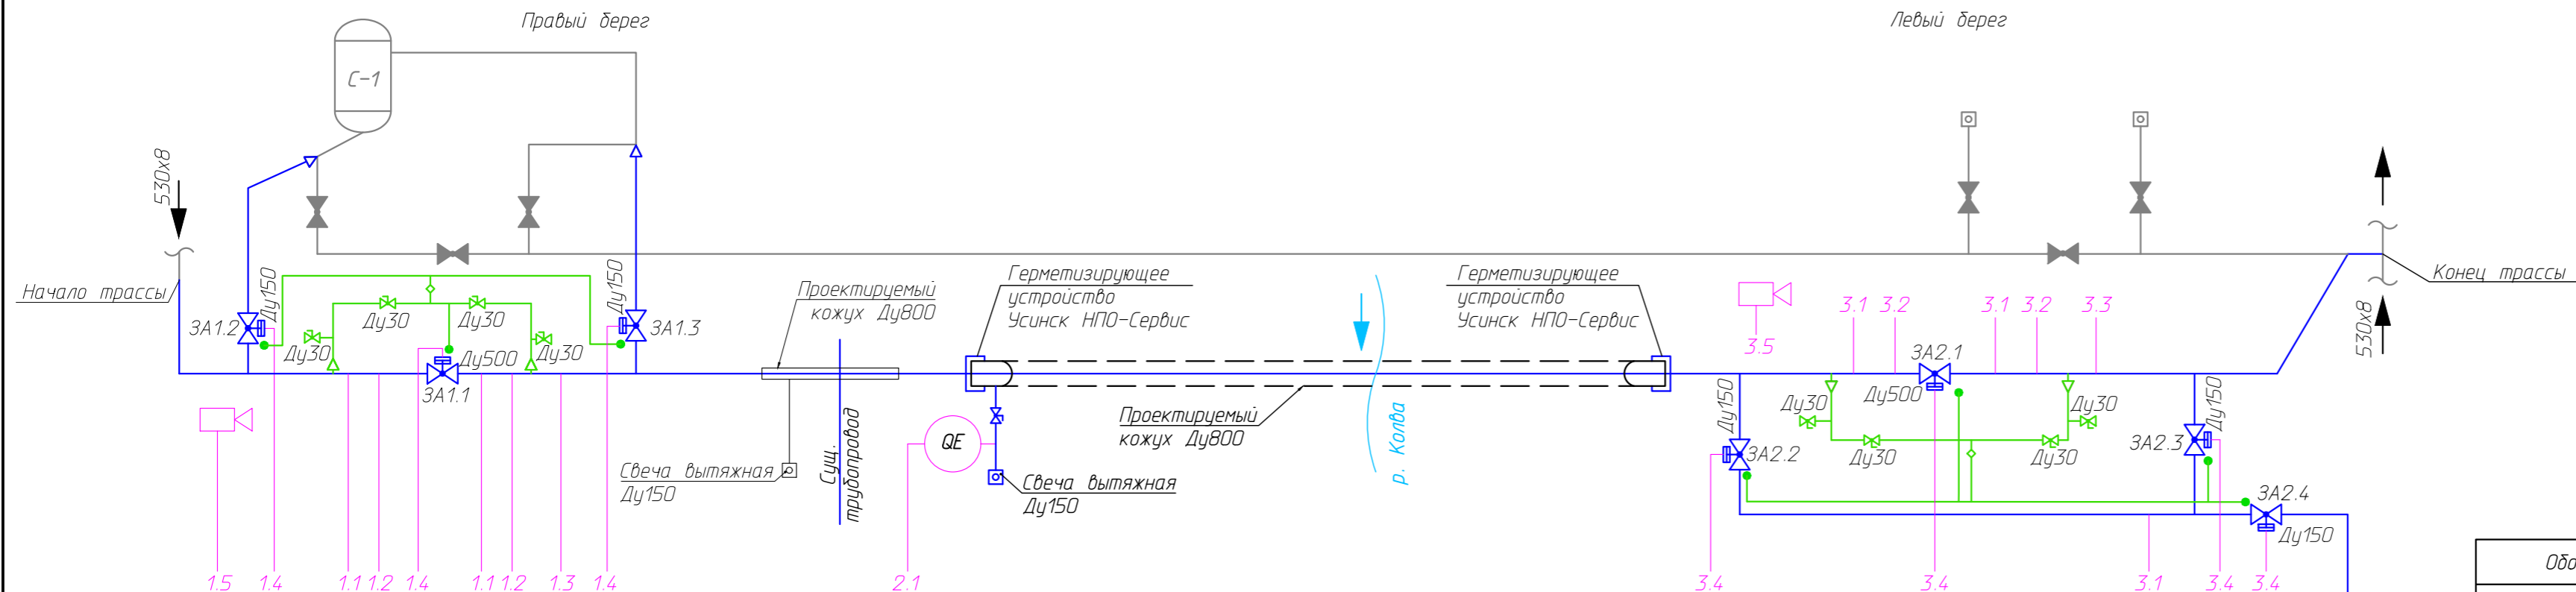 Правый берег
Левый берег
С-1
530х8
Начало трассы
ЗА1.2
Ду150
Ду30
Ду30
Ду30
Ду30
Ду500
ЗА1.1
Ду150
ЗА1.3
Проектируемый
кожух Ду800
Герметизирующее
устройство
Усинск НПО-Сервис
Герметизирующее
устройство
Усинск НПО-Сервис
3.5
3.1
3.2
3.1
3.2
3.3
ЗА2.1
Ду500
Конец трассы
530х8
Свеча вытяжная
Ду150
Сущ.
трубопровод
QE
Свеча вытяжная
Ду150
Проектируемый
кожух Ду800
р. Колва
Ду150
ЗА2.2
Ду30
Ду30
Ду30
Ду30
ЗА2.3
Ду150
ЗА2.4
Ду150
1.5
1.4
1.1
1.2
1.4
1.1
1.2
1.3
1.4
2.1
3.4
3.4
3.1
3.4
3.4